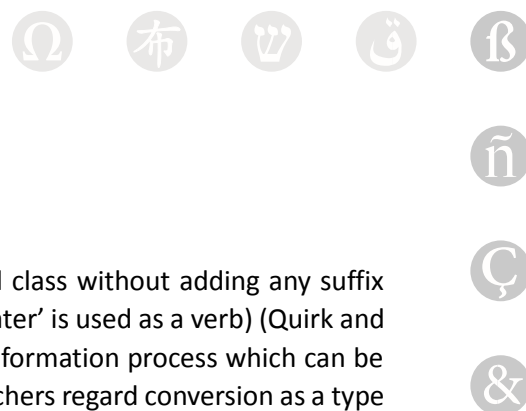 Ω 布 ש ق ß
ñ
Ç
&
class without adding any suffix
is used as a verb) (Quirk and
formation process which can be
regard conversion as a type